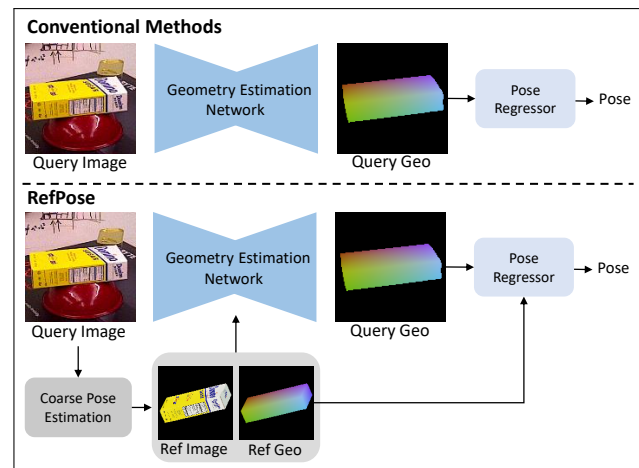 Conventional Methods
Geometry Estimation
Network
Pose
Regressor
Pose
Query Image
Query Geo
RefPose
Geometry Estimation
Network
Pose
Regressor
Pose
Query Image
Query Geo
Coarse Pose
Estimation
Ref Image
Ref Geo